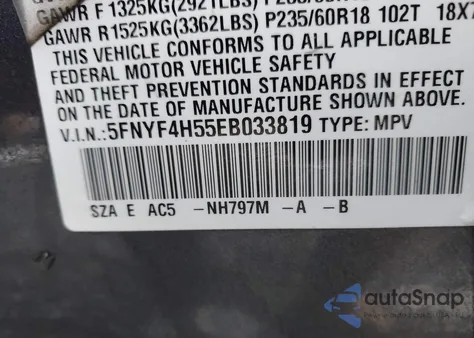 GAWR F 1325KG(2921LBS)
GAWR R1525KG(3362LBS) P235/60R18 102T 18X7
THIS VEHICLE CONFORMS TO ALL APPLICABLE
FEDERAL MOTOR VEHICLE SAFETY
AND THEFT PREVENTION STANDARDS IN EFFECT
ON THE DATE OF MANUFACTURE SHOWN ABOVE.
V.I.N.:5FNYF4H55EB033819 TYPE: MPV
SZA E AC5 -NH797M -A -B
autoSnap